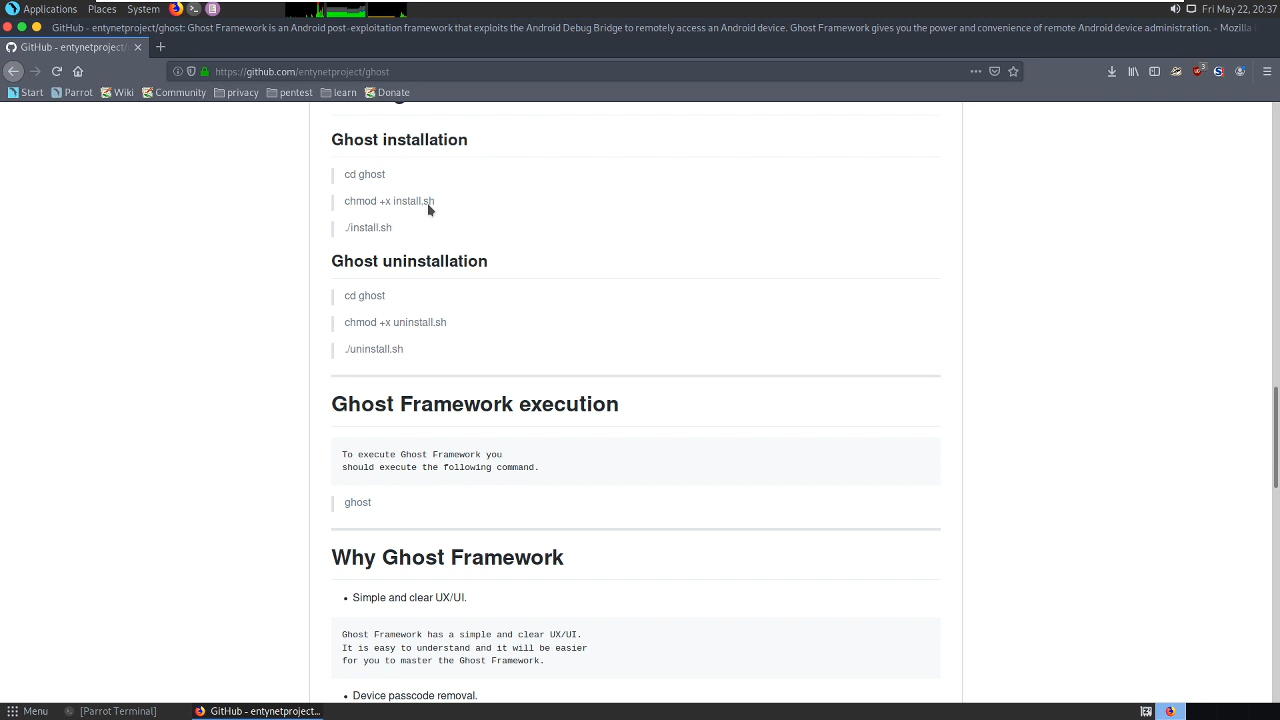 Applications Places System Fri May 22, 20:37
GitHub - entynetproject/ghost: Ghost Framework is an Android post-exploitation framework that exploits the Android Debug Bridge to remotely access an Android device. Ghost Framework gives you the power and convenience of remote Android device administration. - Mozilla
GitHub - entynetproject/
https://github.com/entynetproject/ghost
Start Parrot Wiki Community privacy pentest learn Donate
Ghost installation
cd ghost
chmod +x install.sh
./install.sh
Ghost uninstallation
cd ghost
chmod +x uninstall.sh
./uninstall.sh
Ghost Framework execution
To execute Ghost Framework you
should execute the following command.
ghost
Why Ghost Framework
• Simple and clear UX/UI.
Ghost Framework has a simple and clear UX/UI.
It is easy to understand and it will be easier
for you to master the Ghost Framework.
• Device passcode removal.
Menu [Parrot Terminal] GitHub - entynetproject...